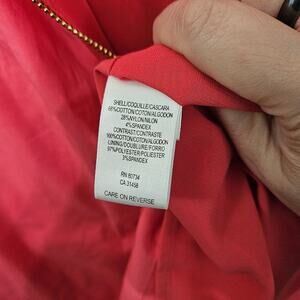 SHELL/COQUILLE/CASCARA
68%COTTON/COTON/ALGODON
28%NYLON/NILON
4%SPANDEX
CONTRAST/CONTRASTE
100%COTTON/COTON/ALGODON
LINING/DOUBLURE/FORRO
97%POLYESTER/POLIESTER
3%SPANDEX
RN 80734
CA 31458
CARE ON REVERSE